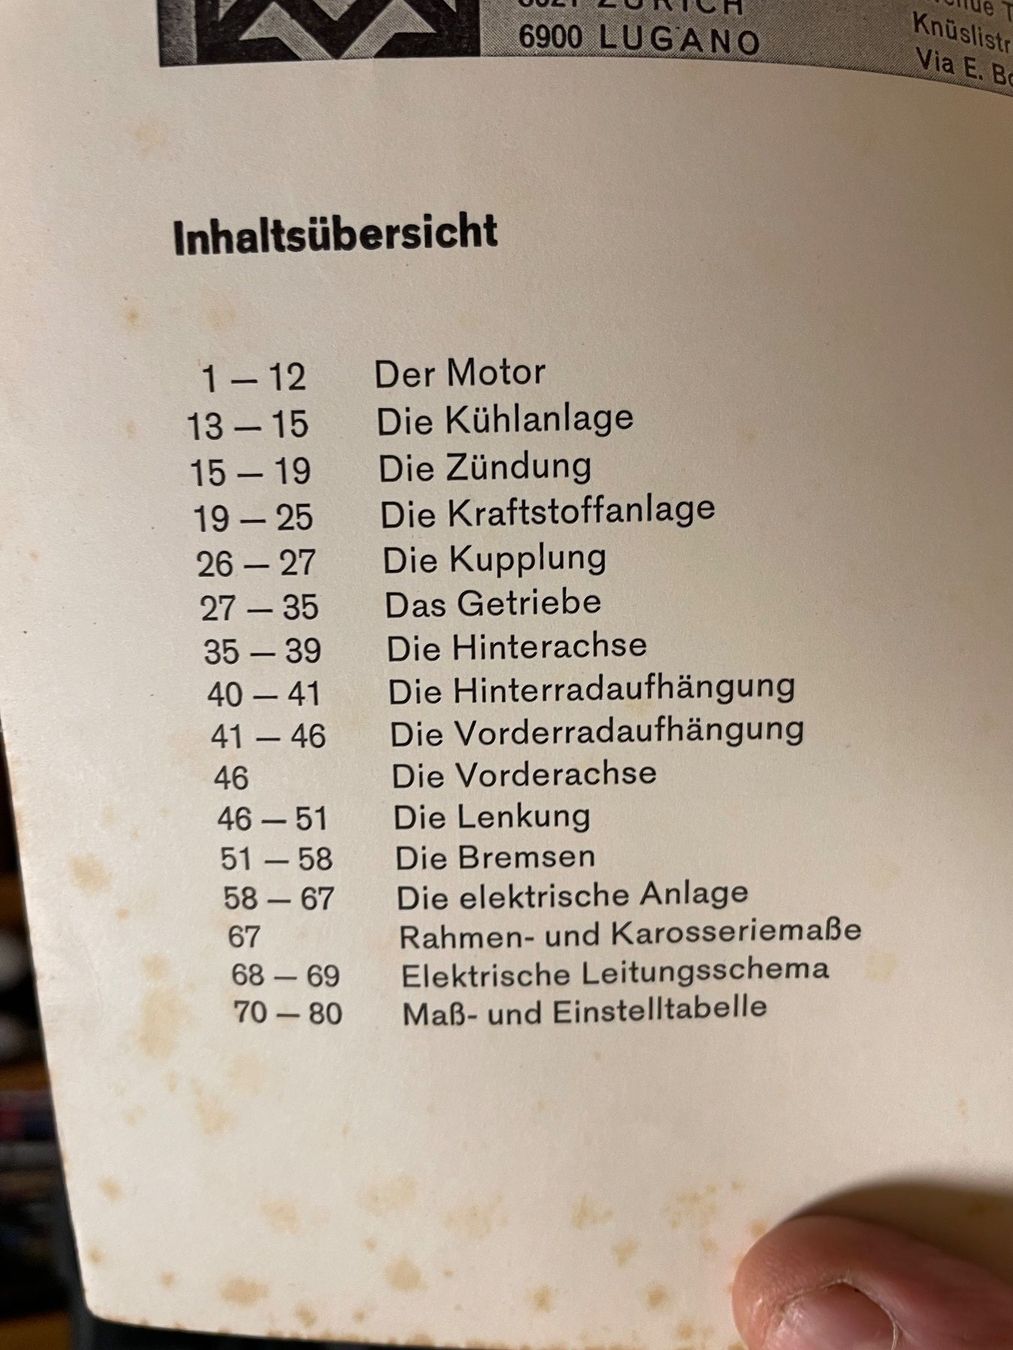 ZÜRICH
6900 LUGANO
Via E.
Inhaltsübersicht
1 — 12 Der Motor
13 — 15 Die Kühlanlage
15 — 19 Die Zündung
19 — 25 Die Kraftstoffanlage
26 — 27 Die Kupplung
27 — 35 Das Getriebe
35 — 39 Die Hinterachse
40 — 41 Die Hinterradaufhängung
41 — 46 Die Vorderradaufhängung
46 Die Vorderachse
46 — 51 Die Lenkung
51 — 58 Die Bremsen
58 — 67 Die elektrische Anlage
67 Rahmen- und Karosseriemaße
68 — 69 Elektrische Leitungsschema
70 — 80 Maß- und Einstelltabelle